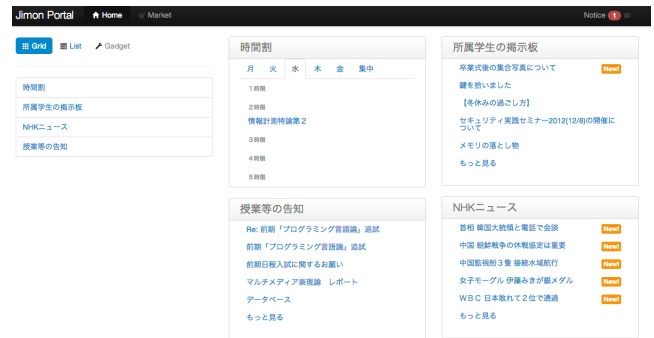 Jimon Portal Home Market Notice 1
Grid List Gadget
時間割
所属学生の掲示板
NHKニュース
授業等の告知
時間割
月 火 水 木 金 集中
1時限
2時限
情報計測特論第2
3時限
4時限
5時限
所属学生の掲示板
卒業式後の集合写真について New!
鍵を拾いました
【冬休みの過ごし方】
セキュリティ実践セミナー2012(12/8)の開催に
ついて
メモリの落とし物
もっと見る
授業等の告知
Re: 前期「プログラミング言語論」追試
前期「プログラミング言語論」追試
前期日程入試に関するお願い
マルチメディア表現論 レポート
データベース
もっと見る
NHKニュース
首相 韓国大統領と電話で会談 New!
中国 朝鮮戦争の休戦協定は重要 New!
中国監視船3隻 接続水域航行 New!
女子モーグル 伊藤みきが銀メダル New!
WBC 日本敗れて2位で通過 New!
もっと見る